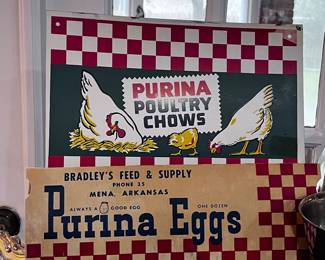 PURINA
POULTRY
CHOWS
BRADLEY'S FEED & SUPPLY
PHONE 35
MENA, ARKANSAS
ALWAYS A GOOD EGG
ONE DOZEN
Purina Eggs